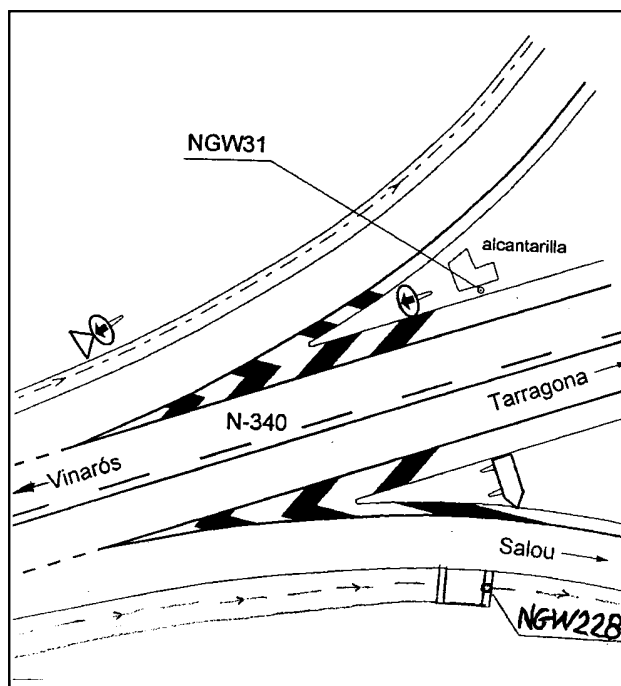 NGW31
alcantarilla
N-340
Tarragona
Vinarós
Salou
NGW228